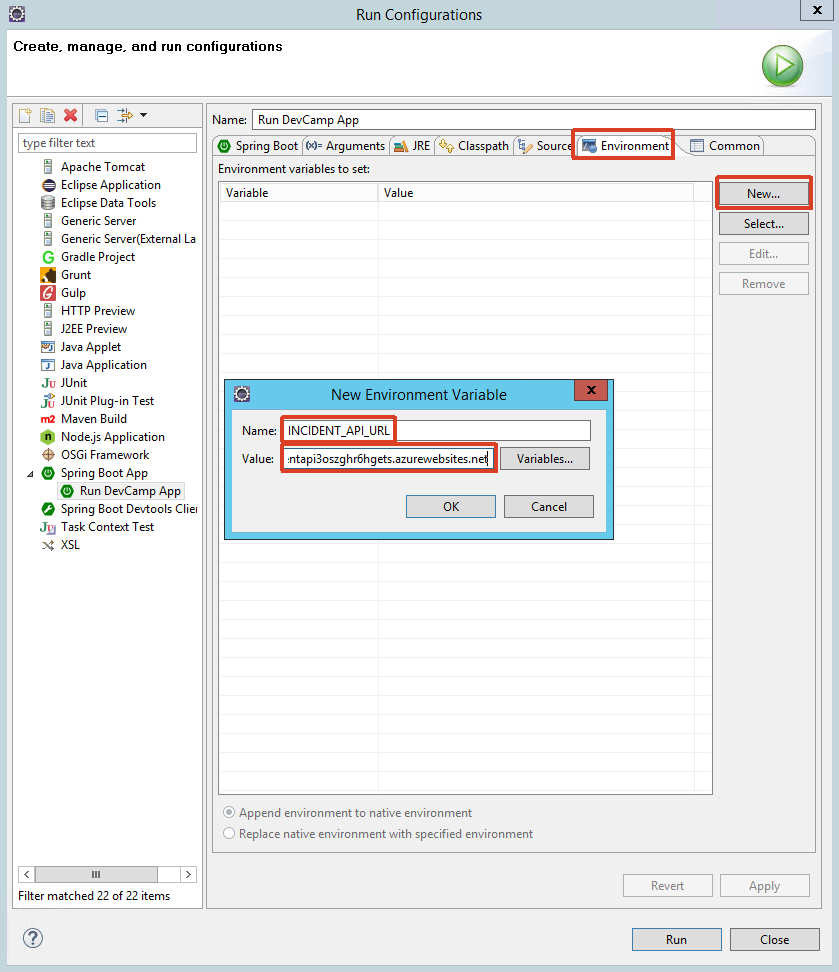 Run Configurations
x
Create, manage, and run configurations
type filter text
Apache Tomcat
Eclipse Application
Eclipse Data Tools
Generic Server
Generic Server(External La
Gradle Project
Grunt
Gulp
HTTP Preview
J2EE Preview
Java Applet
Java Application
JUnit
JUnit Plug-in Test
Maven Build
Node.js Application
OSGi Framework
Spring Boot App
Run DevCamp App
Spring Boot Devtools Clie
Task Context Test
XSL
Filter matched 22 of 22 items
Name: Run DevCamp App
Spring Boot (x)= Arguments JRE Classpath Source Environment Common
Environment variables to set:
Variable Value
New...
Select...
Edit...
Remove
New Environment Variable
x
Name: INCIDENT_API_URL
Value: ntapi3oszghr6hgets.azurewebsites.net Variables...
OK Cancel
Append environment to native environment
Replace native environment with specified environment
Revert Apply
? Run Close